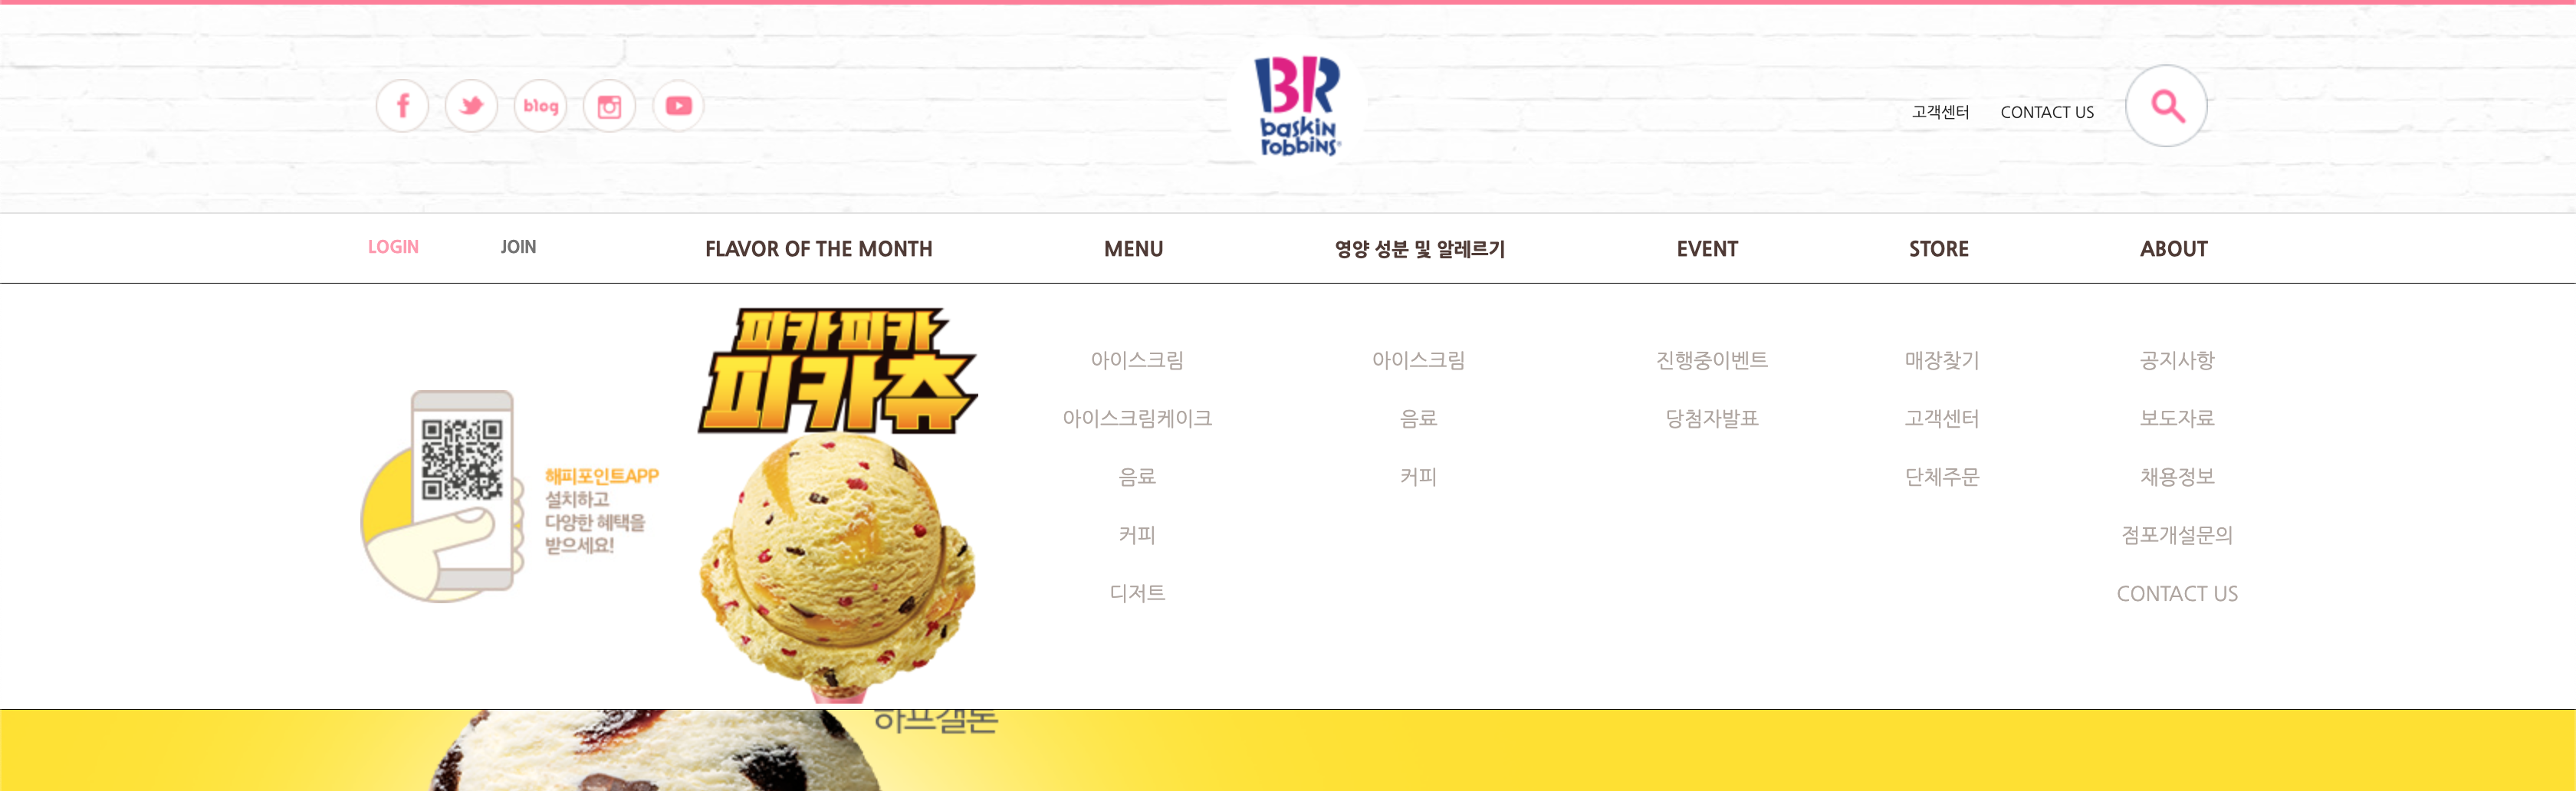 blog
BR
baskin
robbins
고객센터
CONTACT US
LOGIN
JOIN
FLAVOR OF THE MONTH
MENU
영양 성분 및 알레르기
EVENT
STORE
ABOUT
해피포인트APP
설치하고
다양한 혜택을
받으세요!
피카피카
피카츄
아이스크림
아이스크림케이크
음료
커피
디저트
아이스크림
음료
커피
진행중이벤트
당첨자발표
매장찾기
고객센터
단체주문
공지사항
보도자료
채용정보
점포개설문의
CONTACT US
하프갤론